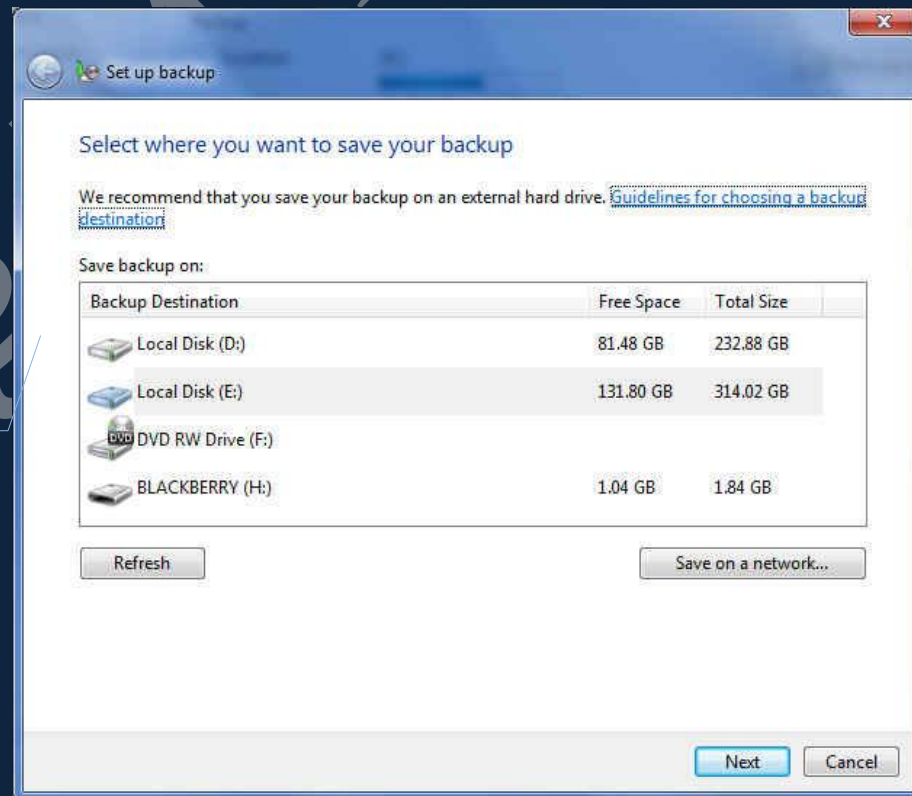 Set up backup
Select where you want to save your backup
We recommend that you save your backup on an external hard drive. Guidelines for choosing a backup
destination
Save backup on:
Backup Destination Free Space Total Size
Local Disk (D:) 81.48 GB 232.88 GB
Local Disk (E:) 131.80 GB 314.02 GB
DVD
DVD RW Drive (F:)
BLACKBERRY (H:) 1.04 GB 1.84 GB
Refresh Save on a network...
Next Cancel